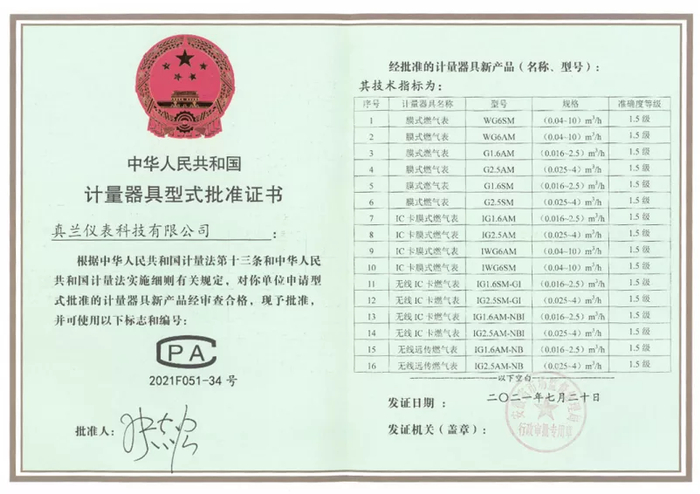 中华人民共和国
计量器具型式批准证书
真兰仪表科技有限公司：
根据中华人民共和国计量法第十三条和中华人民
共和国计量法实施细则有关规定，对你单位申请型
式批准的计量器具新产品经审查合格，现予批准，
并可使用以下标志和编号：
CPA
2021F051-34 号
批准人：
经批准的计量器具新产品（名称、型号）：
其技术指标为：
序号 计量器具名称 型号 规格 准确度等级
1 膜式燃气表 WG6SM （0.04-10）m³/h 1.5 级
2 膜式燃气表 WG6AM （0.04-10）m³/h 1.5 级
3 膜式燃气表 G1.6AM （0.016-2.5）m³/h 1.5 级
4 膜式燃气表 G2.5AM （0.025-4）m³/h 1.5 级
5 膜式燃气表 G1.6SM （0.016-2.5）m³/h 1.5 级
6 膜式燃气表 G2.5SM （0.025-4）m³/h 1.5 级
7 IC 卡膜式燃气表 IG1.6AM （0.016-2.5）m³/h 1.5 级
8 IC 卡膜式燃气表 IG2.5AM （0.025-4）m³/h 1.5 级
9 IC 卡膜式燃气表 IWG6AM （0.04-10）m³/h 1.5 级
10 IC 卡膜式燃气表 IWG6SM （0.04-10）m³/h 1.5 级
11 无线 IC 卡燃气表 IG1.6SM-GI （0.016-2.5）m³/h 1.5 级
12 无线 IC 卡燃气表 IG2.5SM-GI （0.025-4）m³/h 1.5 级
13 无线 IC 卡燃气表 IG1.6AM-NBI （0.016-2.5）m³/h 1.5 级
14 无线 IC 卡燃气表 IG2.5AM-NBI （0.025-4）m³/h 1.5 级
15 无线远传燃气表 IG1.6AM-NB （0.016-2.5）m³/h 1.5 级
16 无线远传燃气表 IG2.5AM-NB （0.025-4）m³/h 1.5 级
以下空白
发证日期：二〇二一年七月二十日
发证机关（盖章）：
行政审批专用章